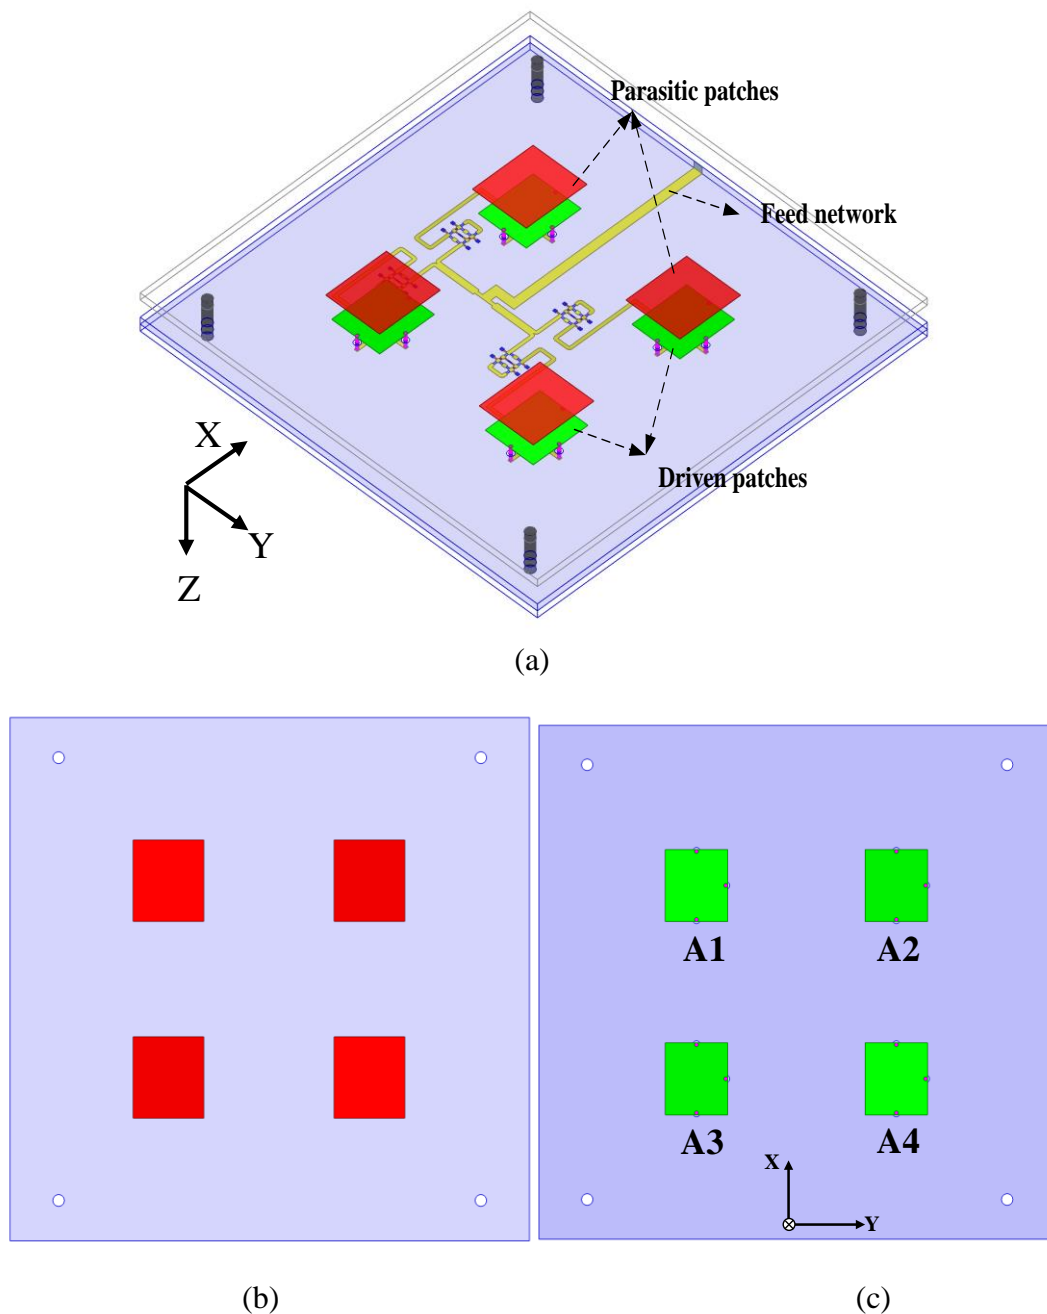 Parasitic patches
Feed network
X
Driven patches
Y
Z
(a)
A1 A2
A3 A4
X
Y
(b) (c)